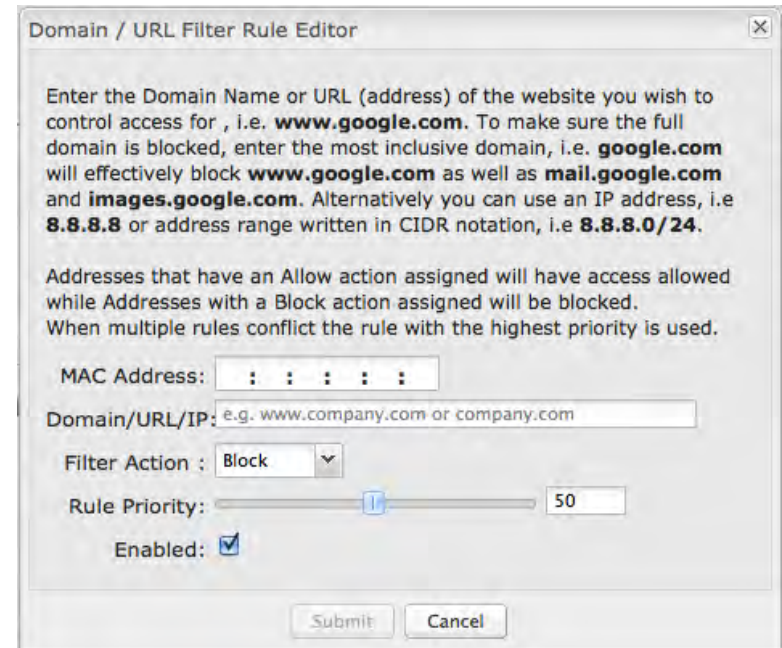 Domain / URL Filter Rule Editor
Enter the Domain Name or URL (address) of the website you wish to
control access for , i.e. www.google.com. To make sure the full
domain is blocked, enter the most inclusive domain, i.e. google.com
will effectively block www.google.com as well as mail.google.com
and images.google.com. Alternatively you can use an IP address, i.e
8.8.8.8 or address range written in CIDR notation, i.e 8.8.8.0/24.
Addresses that have an Allow action assigned will have access allowed
while Addresses with a Block action assigned will be blocked.
When multiple rules conflict the rule with the highest priority is used.
MAC Address: : : : : :
Domain/URL/IP: e.g. www.company.com or company.com
Filter Action : Block
Rule Priority: 50
Enabled:
Submit Cancel